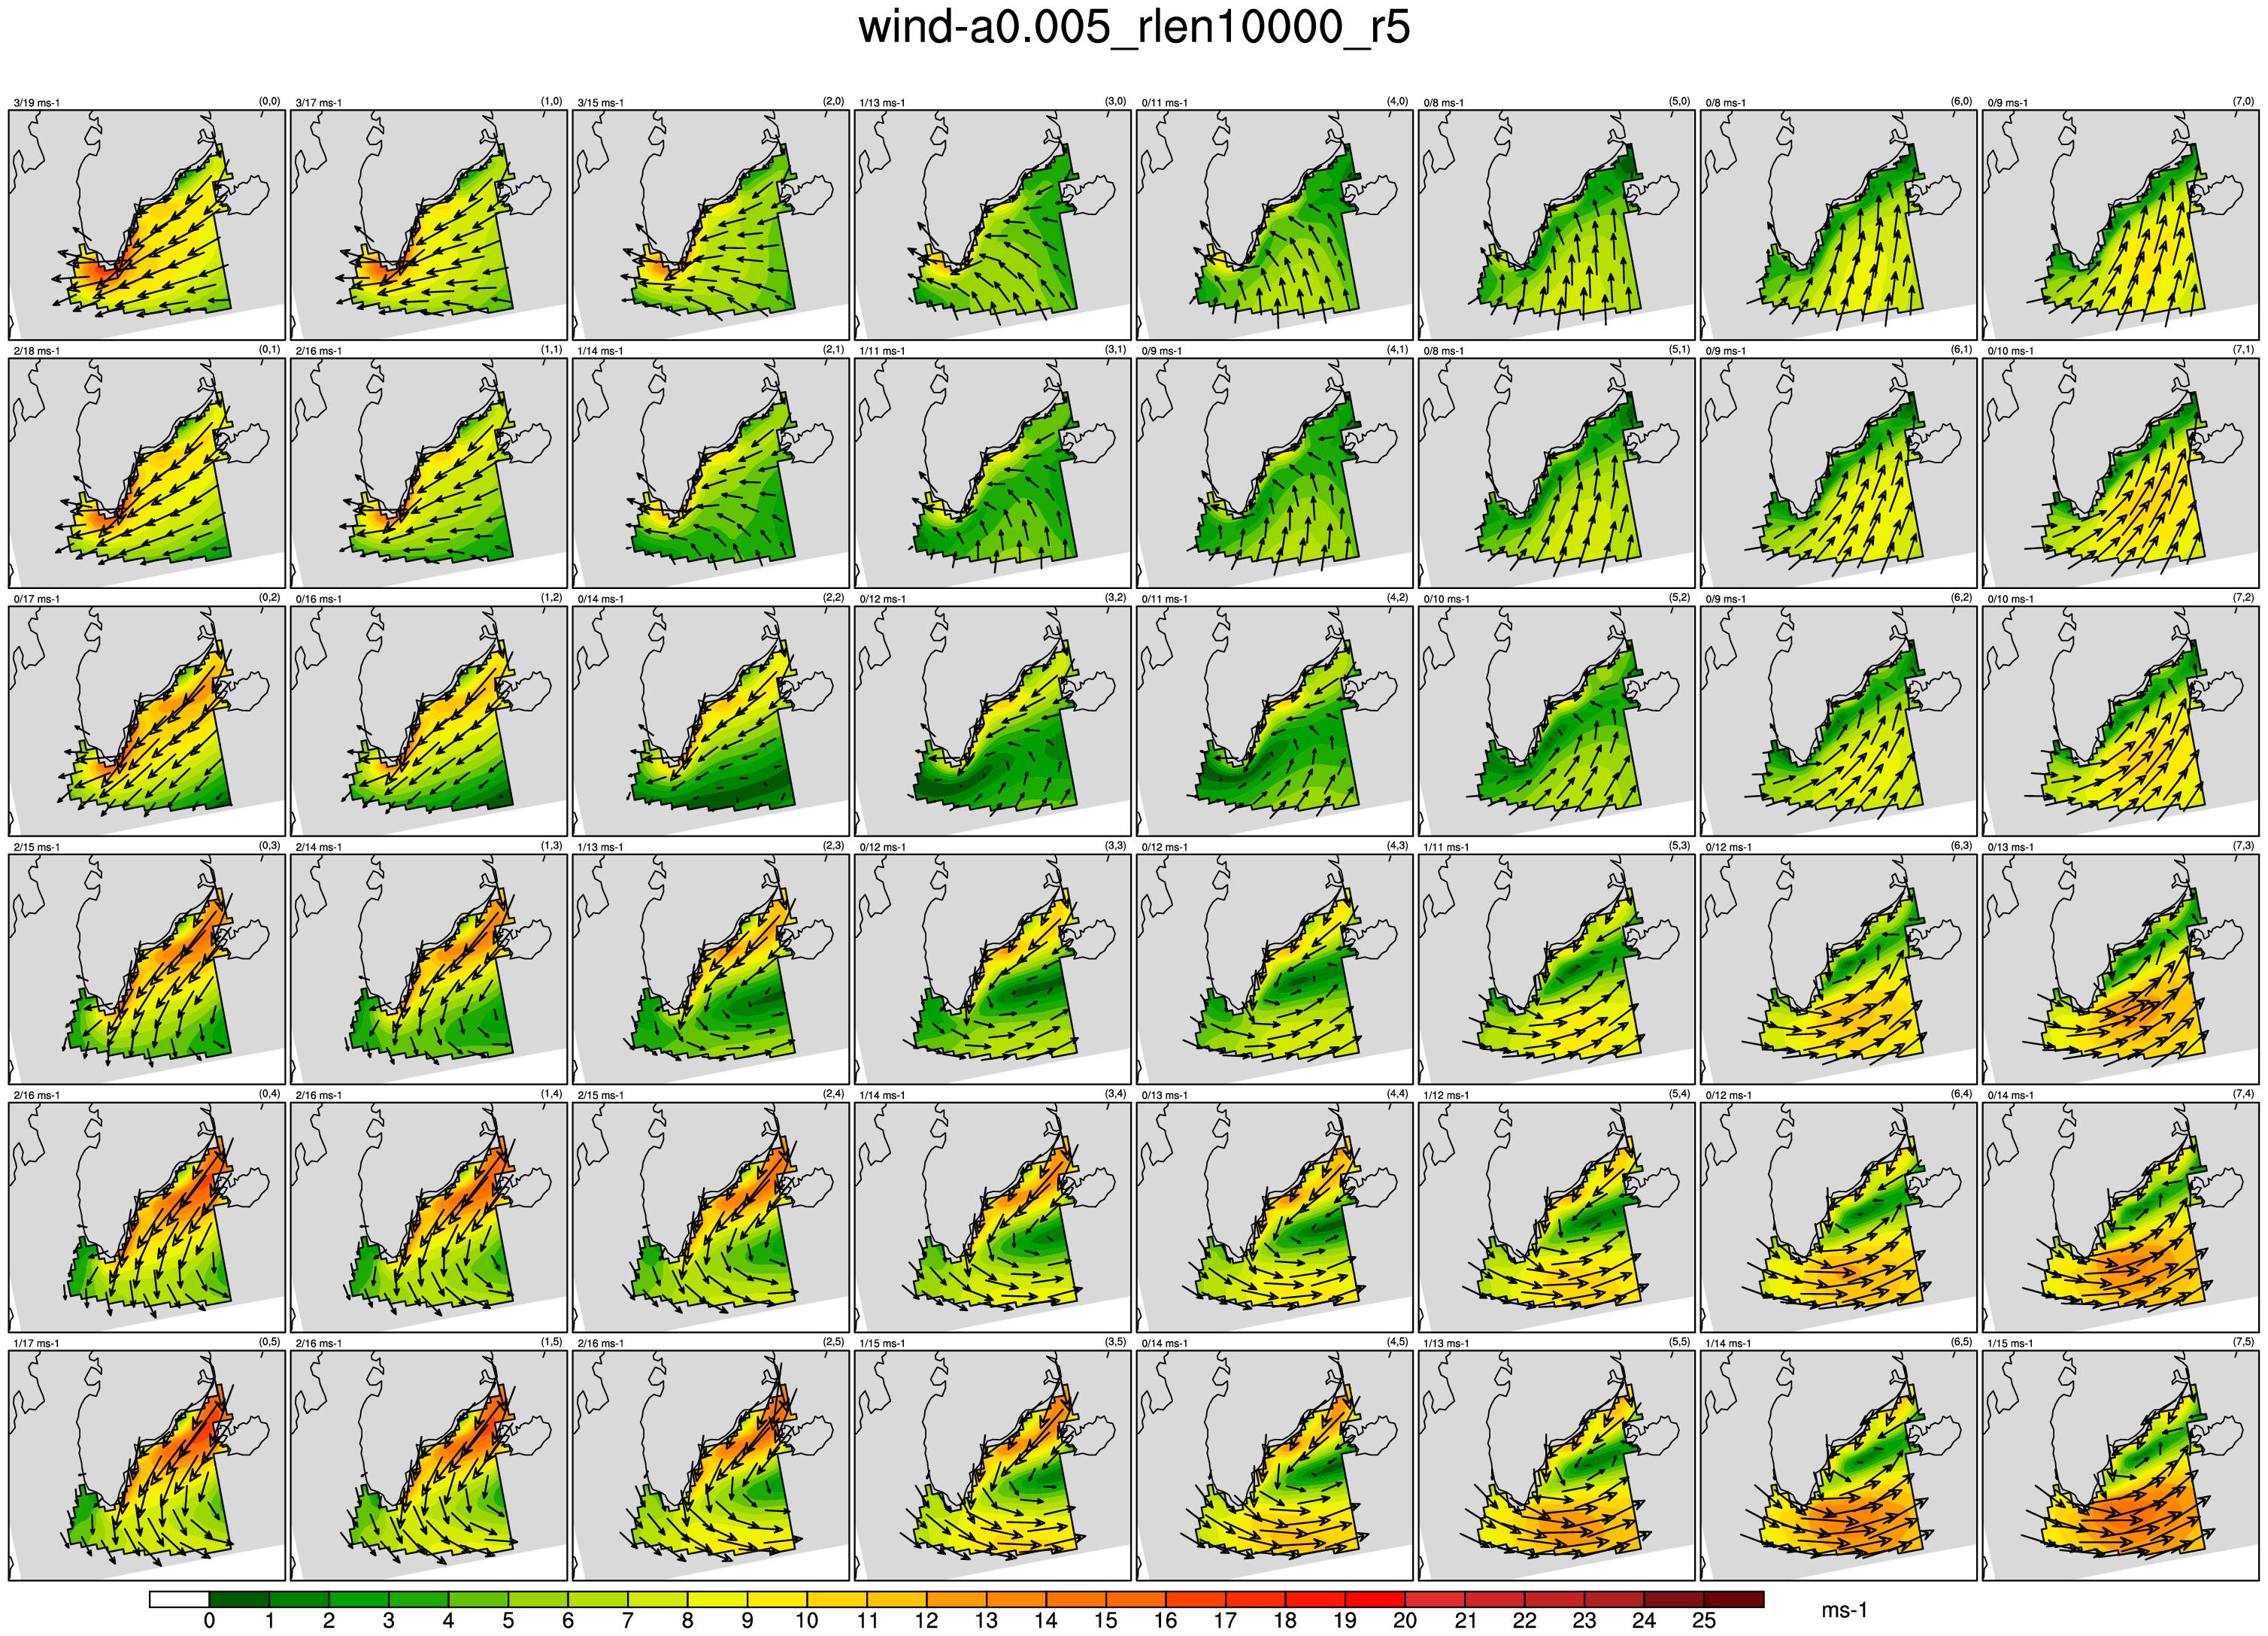 wind-a0.005_rlen10000_r5
3/19 ms-1 (0,0) 3/17 ms-1 (1,0) 3/15 ms-1 (2,0) 1/13 ms-1 (3,0) 0/11 ms-1 (4,0) 0/8 ms-1 (5,0) 0/8 ms-1 (6,0) 0/9 ms-1 (7,0)
2/18 ms-1 (0,1) 2/16 ms-1 (1,1) 1/14 ms-1 (2,1) 1/11 ms-1 (3,1) 0/9 ms-1 (4,1) 0/8 ms-1 (5,1) 0/9 ms-1 (6,1) 0/10 ms-1 (7,1)
0/17 ms-1 (0,2) 0/16 ms-1 (1,2) 0/14 ms-1 (2,2) 0/12 ms-1 (3,2) 0/11 ms-1 (4,2) 0/10 ms-1 (5,2) 0/9 ms-1 (6,2) 0/10 ms-1 (7,2)
2/15 ms-1 (0,3) 2/14 ms-1 (1,3) 1/13 ms-1 (2,3) 0/12 ms-1 (3,3) 0/12 ms-1 (4,3) 1/11 ms-1 (5,3) 0/12 ms-1 (6,3) 0/13 ms-1 (7,3)
2/16 ms-1 (0,4) 2/16 ms-1 (1,4) 2/15 ms-1 (2,4) 1/14 ms-1 (3,4) 0/13 ms-1 (4,4) 1/12 ms-1 (5,4) 0/12 ms-1 (6,4) 0/14 ms-1 (7,4)
1/17 ms-1 (0,5) 2/16 ms-1 (1,5) 2/16 ms-1 (2,5) 1/15 ms-1 (3,5) 0/14 ms-1 (4,5) 1/13 ms-1 (5,5) 1/14 ms-1 (6,5) 1/15 ms-1 (7,5)
0 1 2 3 4 5 6 7 8 9 10 11 12 13 14 15 16 17 18 19 20 21 22 23 24 25 ms-1